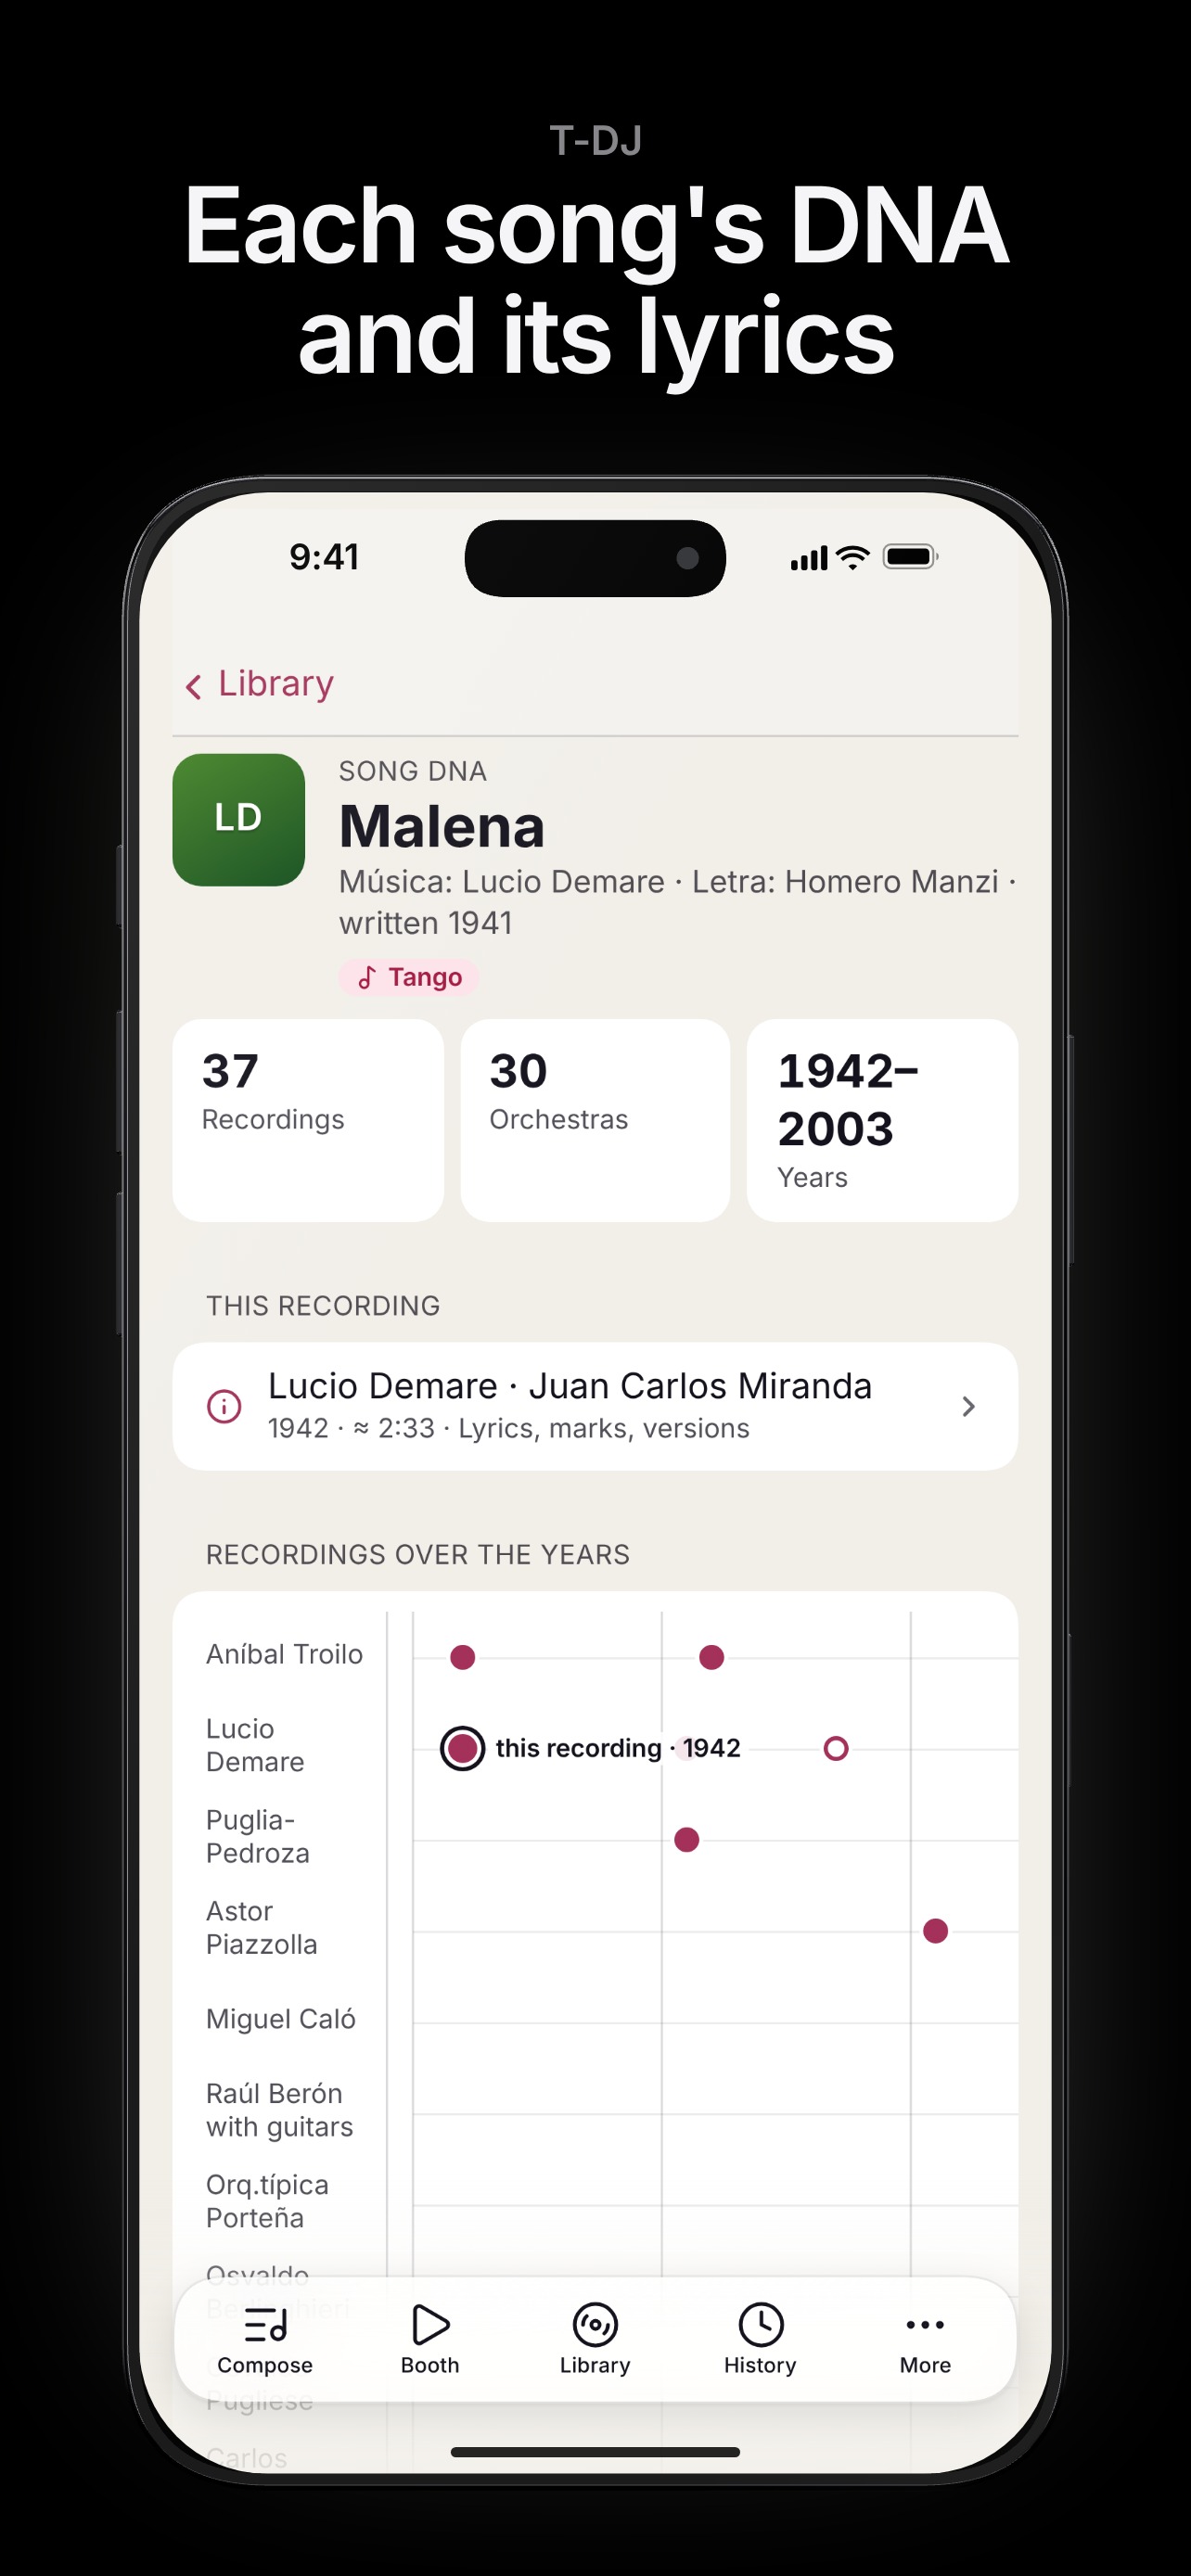 T-DJ
Each song's DNA
and its lyrics
9:41
Library
LD
SONG DNA
Malena
Música: Lucio Demare · Letra: Homero Manzi ·
written 1941
Tango
37
Recordings
30
Orchestras
1942–
2003
Years
THIS RECORDING
Lucio Demare · Juan Carlos Miranda
1942 · ≈ 2:33 · Lyrics, marks, versions
RECORDINGS OVER THE YEARS
Aníbal Troilo
Lucio
Demare
this recording · 1942
Puglia-
Pedroza
Astor
Piazzolla
Miguel Caló
Raúl Berón
with guitars
Orq.típica
Porteña
Osvaldo
Compose
Booth
Library
History
More
Pugliese
Carlos